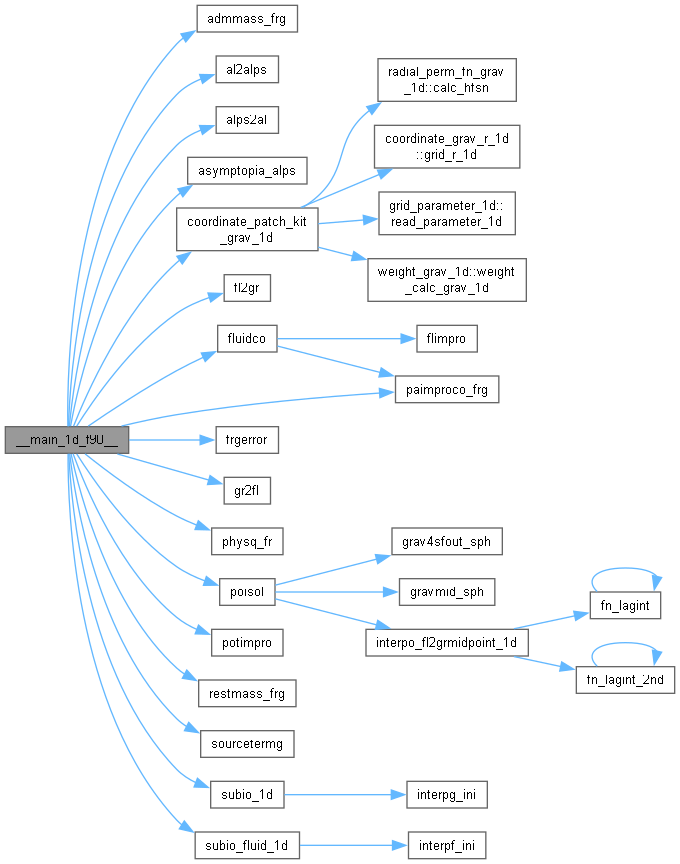 admmass_frg
al2alps
radial_perm_fn_grav
_1d::calc_hfsn
alps2al
coordinate_grav_r_1d
::grid_r_1d
asymptopia_alps
coordinate_patch_kit
_grav_1d
grid_parameter_1d::
read_parameter_1d
weight_grav_1d::weight
_calc_grav_1d
fl2gr
fluidco
flimpro
paimproco_frg
__main_1d_f90__
frgerror
gr2fl
physq_fr
grav4sfout_sph
poisol
gravmid_sph
fn_lagint
potimpro
interpo_fl2grmidpoint_1d
fn_lagint_2nd
restmass_frg
sourcetermg
subio_1d
interpg_ini
subio_fluid_1d
interpf_ini